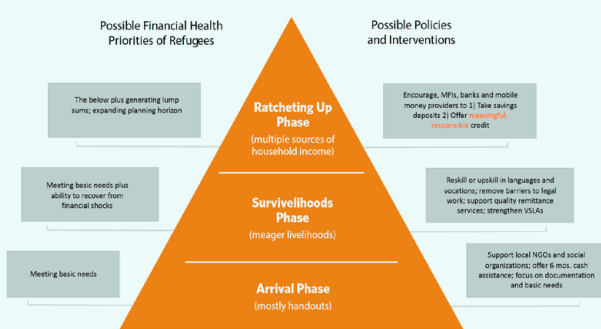 Possible Financial Health
Priorities of Refugees
Possible Policies
and Interventions
The below plus generating lump
sums; expanding planning horizon
Ratcheting Up
Phase
(multiple sources of
household income)
Encourage, MFIs, banks and mobile
money providers to 1) Take savings
deposits 2) Offer meaningful,
responsible credit
Meeting basic needs plus
ability to recover from
financial shocks
Survivelihoods
Phase
(meager livelihoods)
Reskill or upskill in languages and
vocations; remove barriers to legal
work; support quality remittance
services; strengthen VSLAs
Meeting basic needs
Arrival Phase
(mostly handouts)
Support local NGOs and social
organizations; offer 6 mos. cash
assistance; focus on documentation
and basic needs